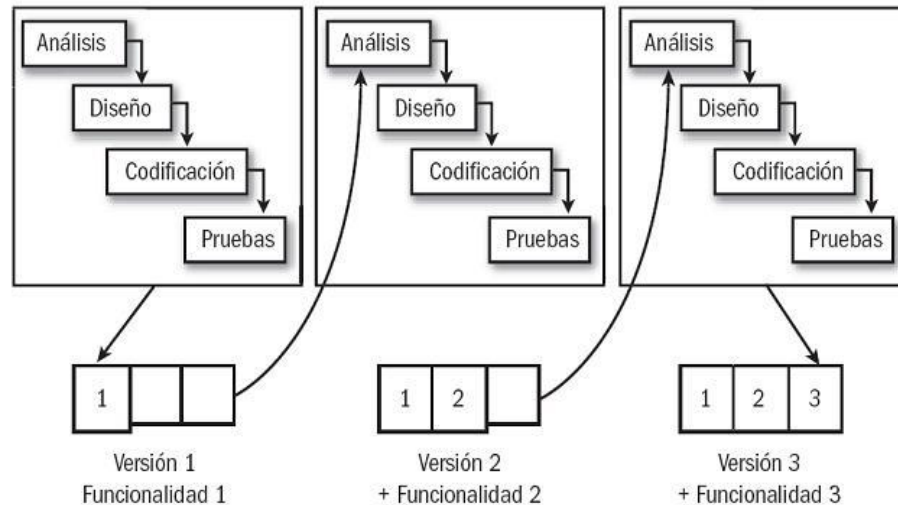 Análisis
Diseño
Codificación
Pruebas
Análisis
Diseño
Codificación
Pruebas
Análisis
Diseño
Codificación
Pruebas
1
1 2
1 2 3
Versión 1
Funcionalidad 1
Versión 2
+ Funcionalidad 2
Versión 3
+ Funcionalidad 3